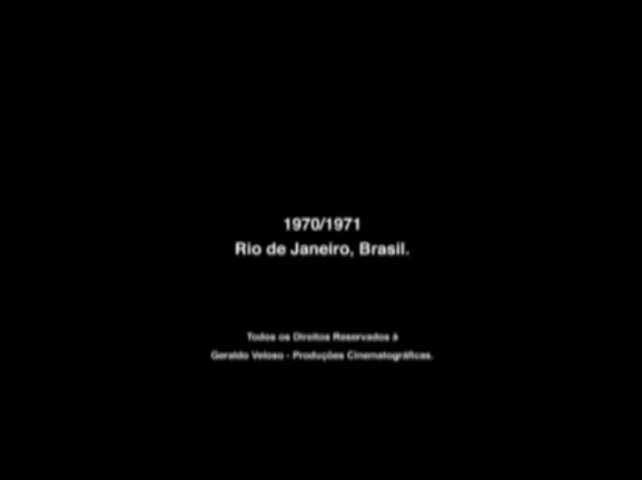 1970/1971
Rio de Janeiro, Brasil.
Todos os Direitos Reservados à
Geraldo Veloso - Produções Cinematográficas.